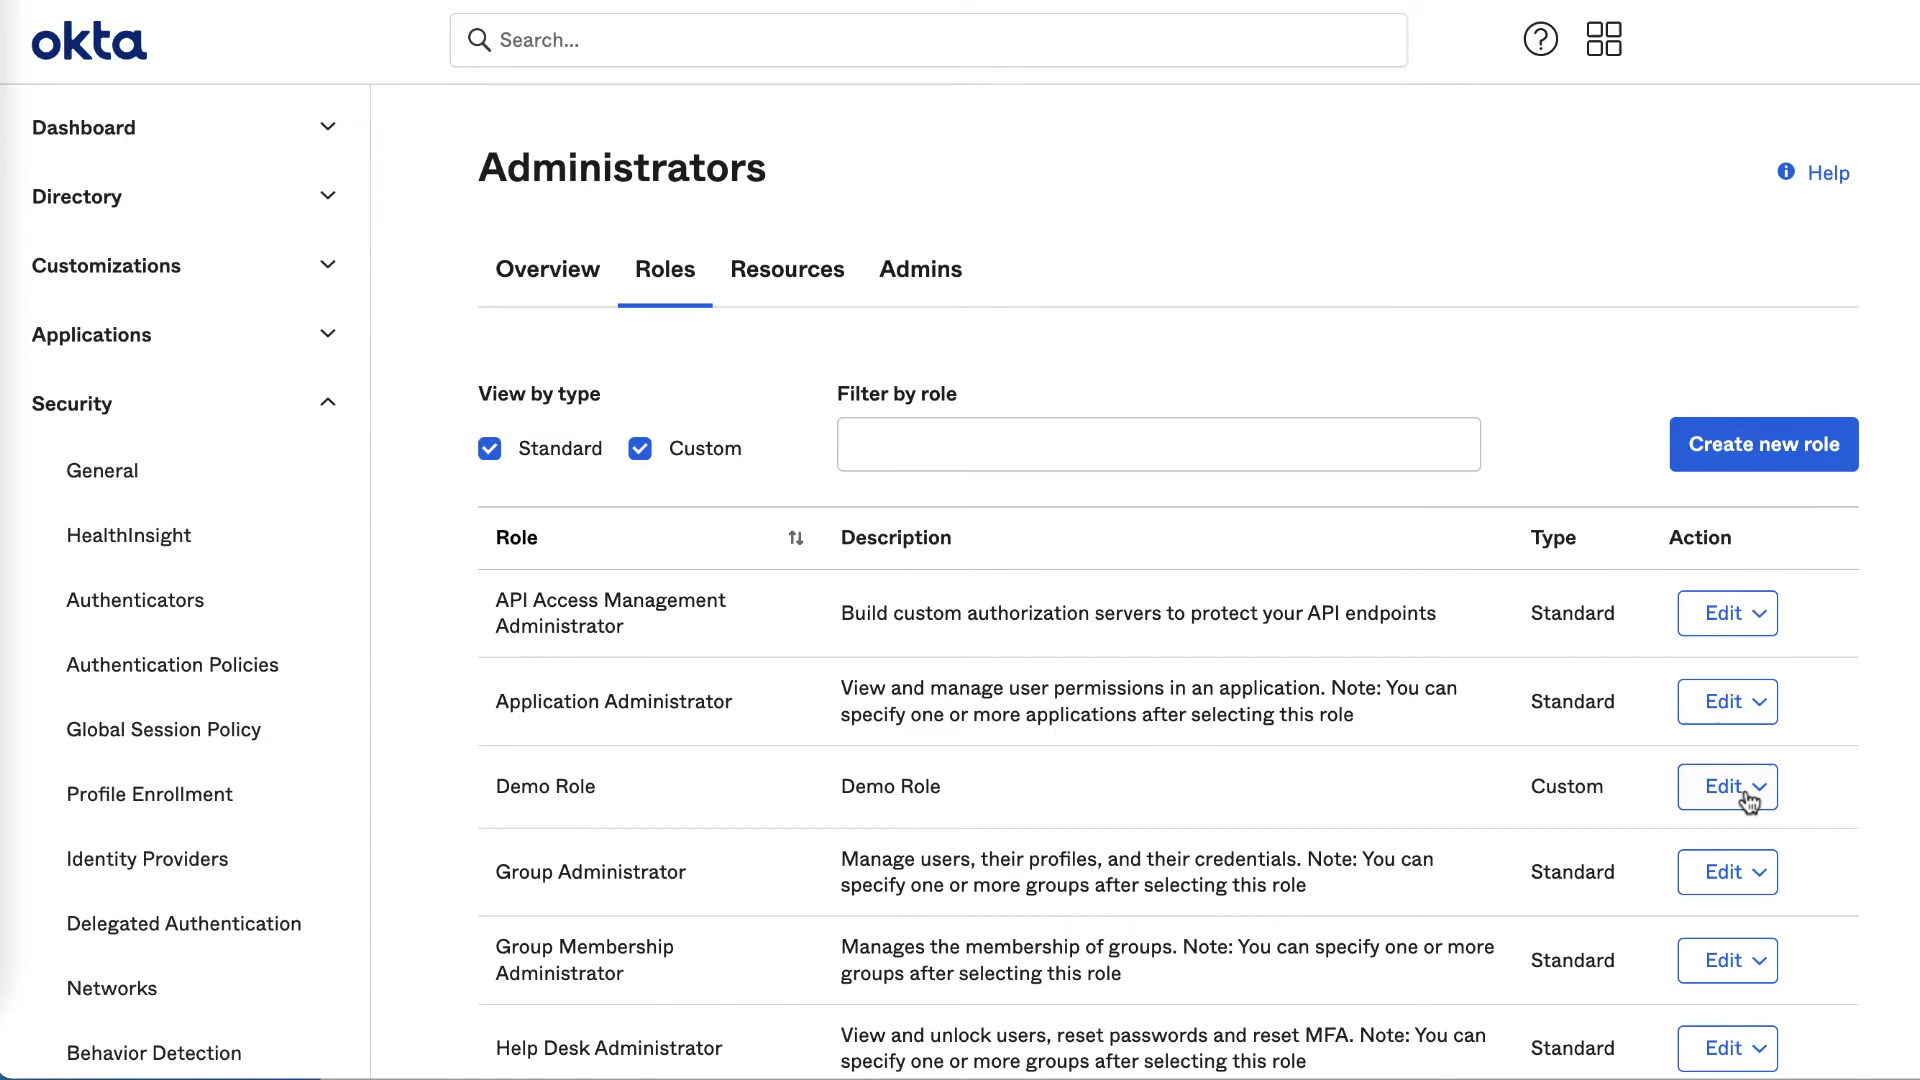 okta
Search...
Dashboard
Directory
Customizations
Applications
Security
General
HealthInsight
Authenticators
Authentication Policies
Global Session Policy
Profile Enrollment
Identity Providers
Delegated Authentication
Networks
Behavior Detection
Administrators
Help
Overview Roles Resources Admins
View by type
Filter by role
Standard Custom
Create new role
Role Description Type Action
API Access Management
Administrator
Build custom authorization servers to protect your API endpoints
Standard
Edit
Application Administrator
View and manage user permissions in an application. Note: You can
specify one or more applications after selecting this role
Standard
Edit
Demo Role
Demo Role
Custom
Edit
Group Administrator
Manage users, their profiles, and their credentials. Note: You can
specify one or more groups after selecting this role
Standard
Edit
Group Membership
Administrator
Manages the membership of groups. Note: You can specify one or more
groups after selecting this role
Standard
Edit
Help Desk Administrator
View and unlock users, reset passwords and reset MFA. Note: You can
specify one or more groups after selecting this role
Standard
Edit